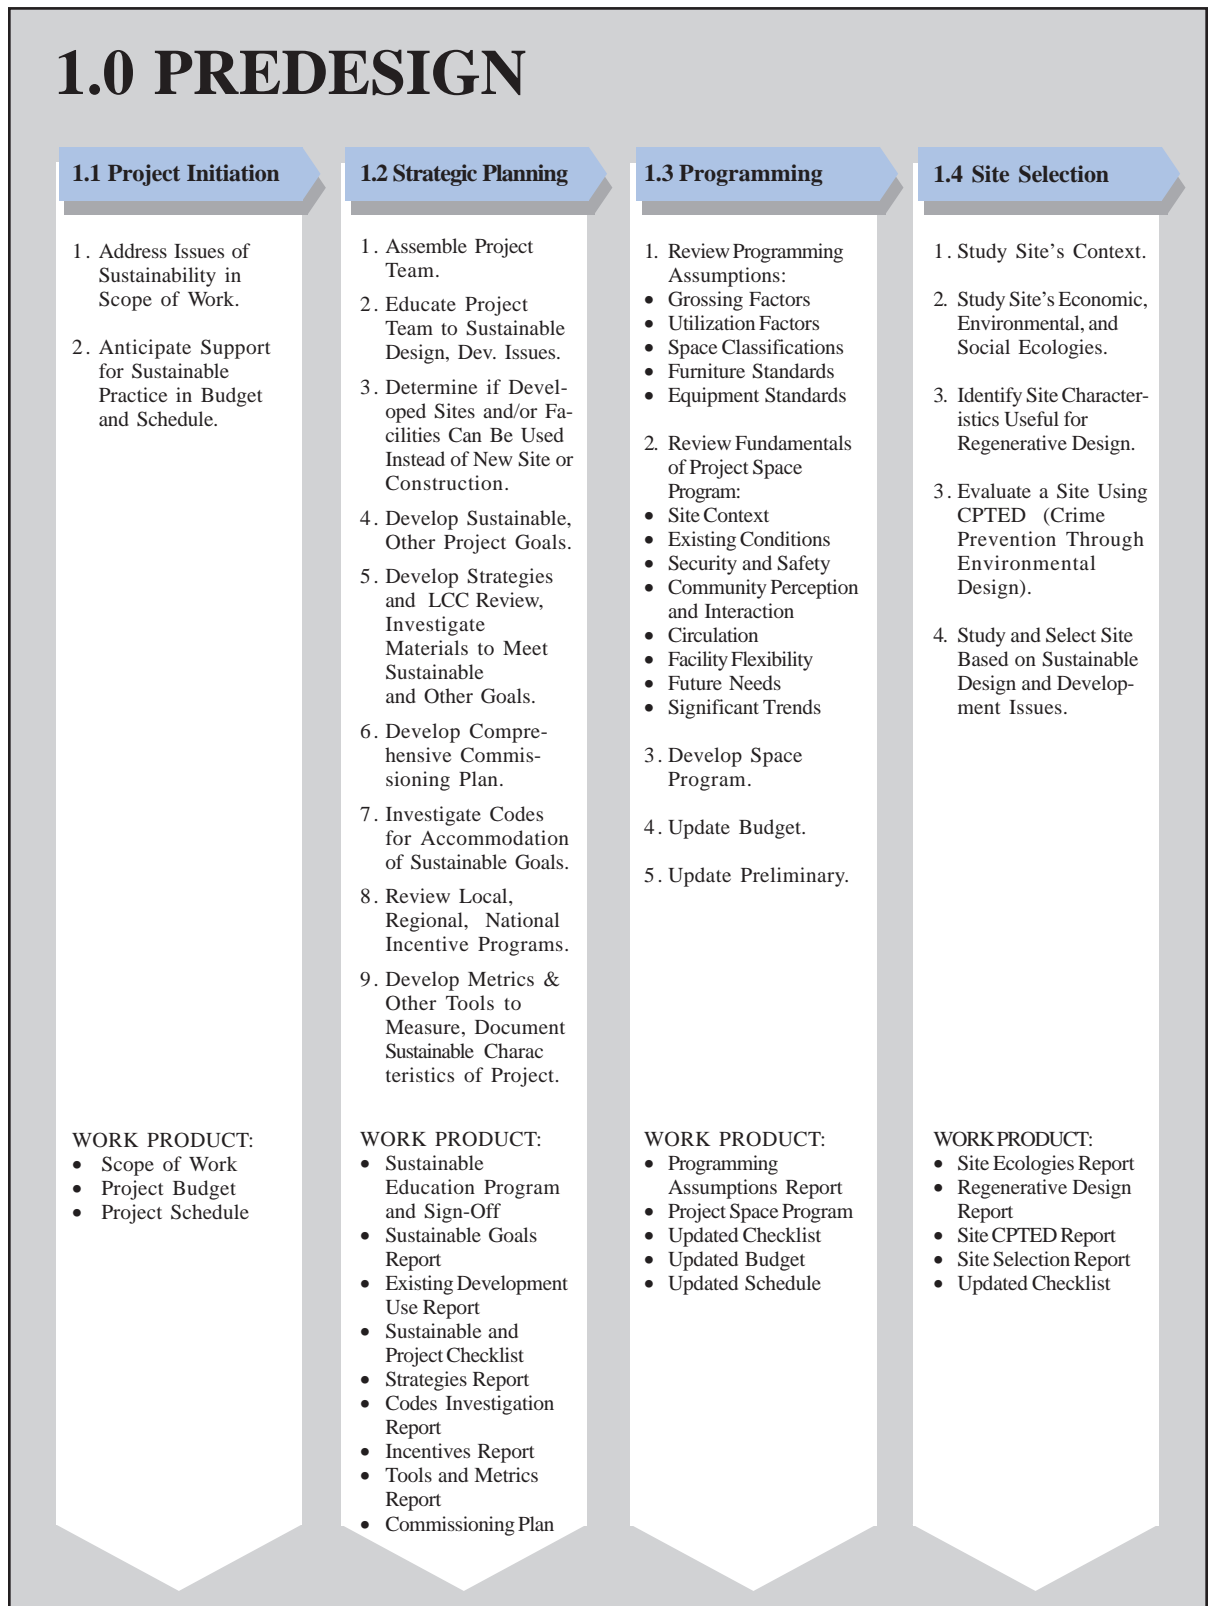 1.0 PREDESIGN
1.1 Project Initiation
1. Address Issues of
Sustainability in
Scope of Work.
2. Anticipate Support
for Sustainable
Practice in Budget
and Schedule.
WORK PRODUCT:
• Scope of Work
• Project Budget
• Project Schedule
1.2 Strategic Planning
1. Assemble Project
Team.
2. Educate Project
Team to Sustainable
Design, Dev. Issues.
3. Determine if Devel-
oped Sites and/or Fa-
cilities Can Be Used
Instead of New Site or
Construction.
4. Develop Sustainable,
Other Project Goals.
5. Develop Strategies
and LCC Review,
Investigate
Materials to Meet
Sustainable
and Other Goals.
6. Develop Compre-
hensive Commis-
sioning Plan.
7. Investigate Codes
for Accommodation
of Sustainable Goals.
8. Review Local,
Regional, National
Incentive Programs.
9. Develop Metrics &
Other Tools to
Measure, Document
Sustainable Charac
teristics of Project.
WORK PRODUCT:
• Sustainable
Education Program
and Sign-Off
• Sustainable Goals
Report
• Existing Development
Use Report
• Sustainable and
Project Checklist
• Strategies Report
• Codes Investigation
Report
• Incentives Report
• Tools and Metrics
Report
• Commissioning Plan
1.3 Programming
1. Review Programming
Assumptions:
• Grossing Factors
• Utilization Factors
• Space Classifications
• Furniture Standards
• Equipment Standards
2. Review Fundamentals
of Project Space
Program:
• Site Context
• Existing Conditions
• Security and Safety
• Community Perception
and Interaction
• Circulation
• Facility Flexibility
• Future Needs
• Significant Trends
3. Develop Space
Program.
4. Update Budget.
5. Update Preliminary.
WORK PRODUCT:
• Programming
Assumptions Report
• Project Space Program
• Updated Checklist
• Updated Budget
• Updated Schedule
1.4 Site Selection
1. Study Site's Context.
2. Study Site's Economic,
Environmental, and
Social Ecologies.
3. Identify Site Character-
istics Useful for
Regenerative Design.
3. Evaluate a Site Using
CPTED (Crime
Prevention Through
Environmental
Design).
4. Study and Select Site
Based on Sustainable
Design and Develop-
ment Issues.
WORK PRODUCT:
• Site Ecologies Report
• Regenerative Design
Report
• Site CPTED Report
• Site Selection Report
• Updated Checklist